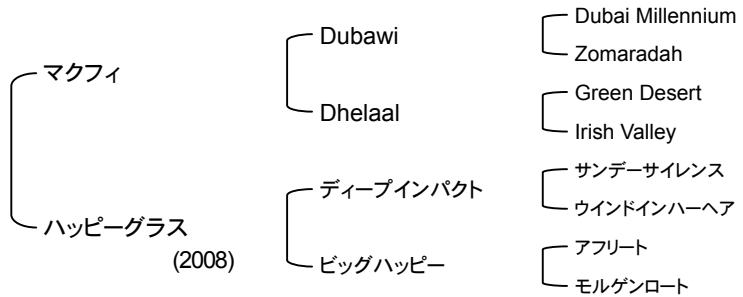 マクフィ
ハッピーグラス
(2008)
Dubawi
Dhelaal
ディープインパクト
ビッグハッピー
Dubai Millennium
Zomaradah
Green Desert
Irish Valley
サンデーサイレンス
ウインドインハーヘア
アフリート
モルゲンロート